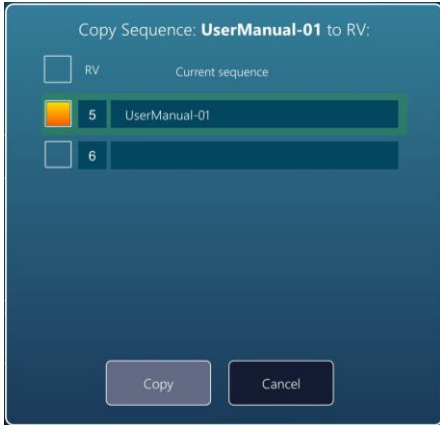 Copy Sequence: UserManual-01 to RV:
RV Current sequence
5 UserManual-01
6
Copy Cancel